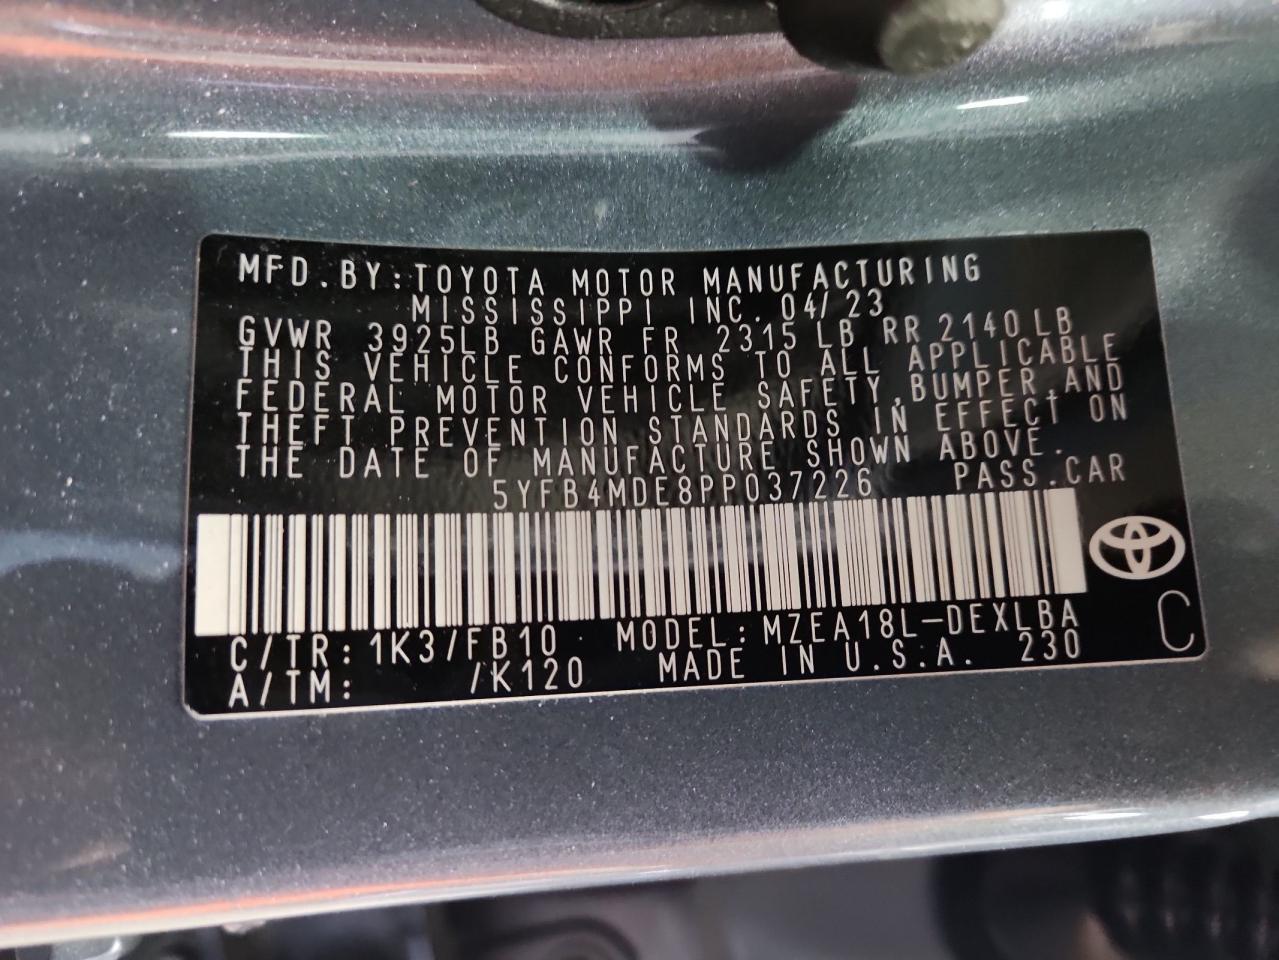 MFD.BY:TOYOTA MOTOR MANUFACTURING
MISSISSIPPI INC. 04/23
GVWR 3925LB GAWR FR 2315LB RR 2140LB
THIS VEHICLE CONFORMS TO ALL APPLICABLE
FEDERAL MOTOR VEHICLE SAFETY,BUMPER,AND
THEFT PREVENTION STANDARDS IN EFFECT ON
THE DATE OF MANUFACTURE SHOWN ABOVE.
5YFB4MDE8PP037226 PASS.CAR
C/TR:1K3/FB10 MODEL:MZEA18L-DEXLBA
A/TM: /K120 MADE IN U.S.A. 230
C